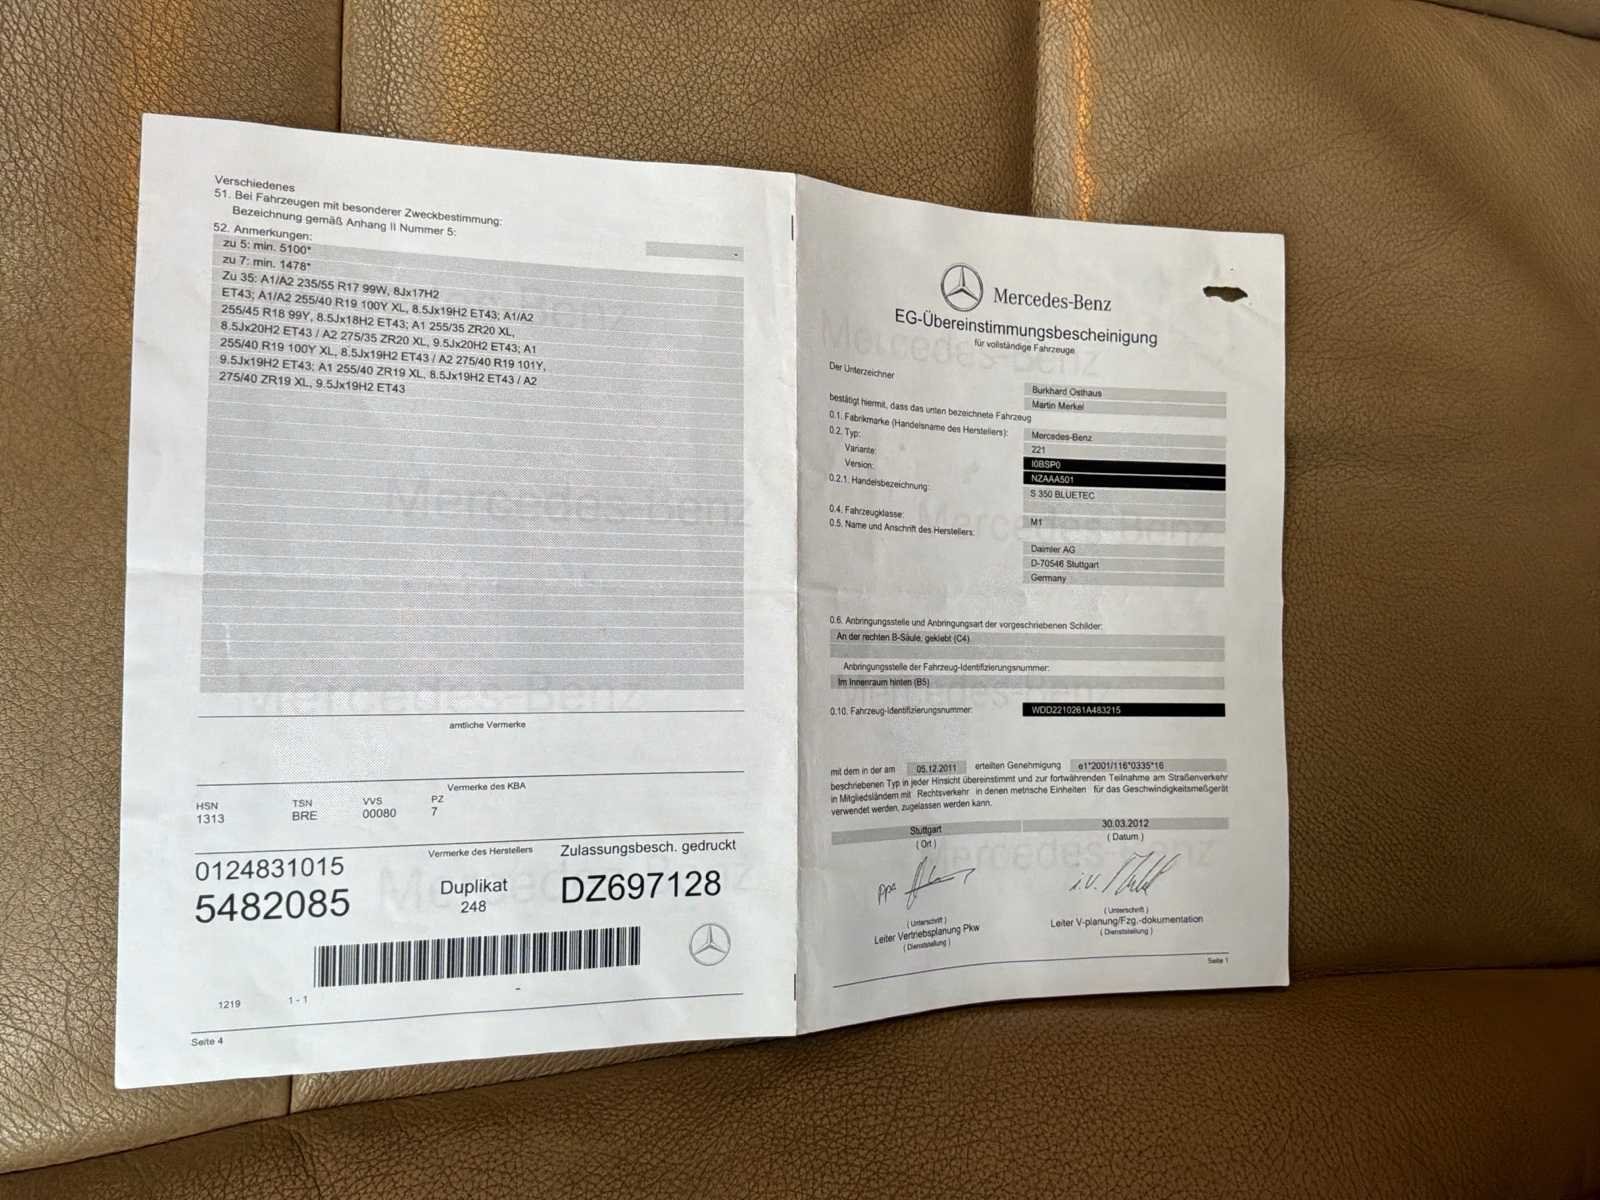 Verschiedenes
51. Bei Fahrzeugen mit besonderer Zweckbestimmung:
Bezeichnung gemäß Anhang II Nummer 5:
-
52. Anmerkungen:
zu 5: min. 5100*
zu 7: min. 1478*
Zu 35: A1/A2 235/55 R17 99W, 8Jx17H2
ET43; A1/A2 255/40 R19 100Y XL, 8.5Jx19H2 ET43; A1/A2
255/45 R18 99Y, 8.5Jx18H2 ET43; A1 255/35 ZR20 XL,
8.5Jx20H2 ET43 / A2 275/35 ZR20 XL, 9.5Jx20H2 ET43; A1
255/40 R19 100Y XL, 8.5Jx19H2 ET43 / A2 275/40 R19 101Y,
9.5Jx19H2 ET43; A1 255/40 ZR19 XL, 8.5Jx19H2 ET43 / A2
275/40 ZR19 XL, 9.5Jx19H2 ET43
Mercedes-Benz
Mercedes-Benz
amtliche Vermerke
Vermerke des KBA
HSN TSN VVS PZ
1313 BRE 00080 7
Vermerke des Herstellers
Zulassungsbesch. gedruckt
0124831015
5482085
Duplikat
248
DZ697128
1219 1 - 1
Seite 4
Mercedes-Benz
EG-Übereinstimmungsbescheinigung
für vollständige Fahrzeuge
Der Unterzeichner
Burkhard Osthaus
Martin Merkel
bestätigt hiermit, dass das unten bezeichnete Fahrzeug
0.1. Fabrikmarke (Handelsname des Herstellers): Mercedes-Benz
0.2. Typ: 221
Variante: I0BSP0
Version: NZAAA501
0.2.1. Handelsbezeichnung: S 350 BLUETEC
0.4. Fahrzeugklasse: M1
0.5. Name und Anschrift des Herstellers:
Daimler AG
D-70546 Stuttgart
Germany
0.6. Anbringungsstelle und Anbringungsart der vorgeschriebenen Schilder:
An der rechten B-Säule, geklebt (C4)
Anbringungsstelle der Fahrzeug-Identifizierungsnummer:
Im Innenraum hinten (B5)
0.10. Fahrzeug-Identifizierungsnummer: WDD2210261A483215
mit dem in der am 05.12.2011 erteilten Genehmigung e1*2001/116*0335*16
beschriebenen Typ in jeder Hinsicht übereinstimmt und zur fortwährenden Teilnahme am Straßenverkehr
in Mitgliedsländern mit Rechtsverkehr in denen metrische Einheiten für das Geschwindigkeitsmeßgerät
verwendet werden, zugelassen werden kann.
Stuttgart 30.03.2012
( Ort ) ( Datum )
ppa i.V.
( Unterschrift ) ( Unterschrift )
Leiter Vertriebsplanung Pkw Leiter V-planung/Fzg.-dokumentation
( Dienststellung ) ( Dienststellung )
Seite 1